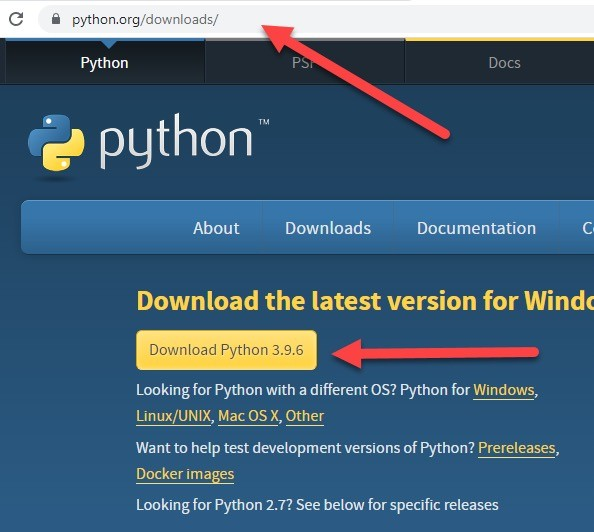 python.org/downloads/
Python
Docs
python™
About
Downloads
Documentation
Download the latest version for
Download Python 3.9.6
Looking for Python with a different OS? Python for Windows,
Linux/UNIX, Mac OS X, Other
Want to help test development versions of Python? Prereleases,
Docker images
Looking for Python 2.7? See below for specific releases